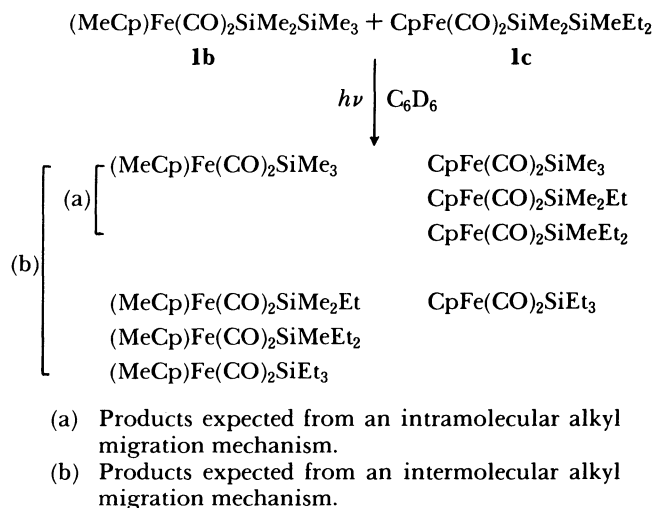 (MeCp)Fe(CO)₂SiMe₂SiMe₃ + CpFe(CO)₂SiMe₂SiMeEt₂
1b 1c
hν C₆D₆
(MeCp)Fe(CO)₂SiMe₃ CpFe(CO)₂SiMe₃
(a) CpFe(CO)₂SiMe₂Et
CpFe(CO)₂SiMeEt₂
(b)
(MeCp)Fe(CO)₂SiMe₂Et CpFe(CO)₂SiEt₃
(MeCp)Fe(CO)₂SiMeEt₂
(MeCp)Fe(CO)₂SiEt₃
(a) Products expected from an intramolecular alkyl
migration mechanism.
(b) Products expected from an intermolecular alkyl
migration mechanism.